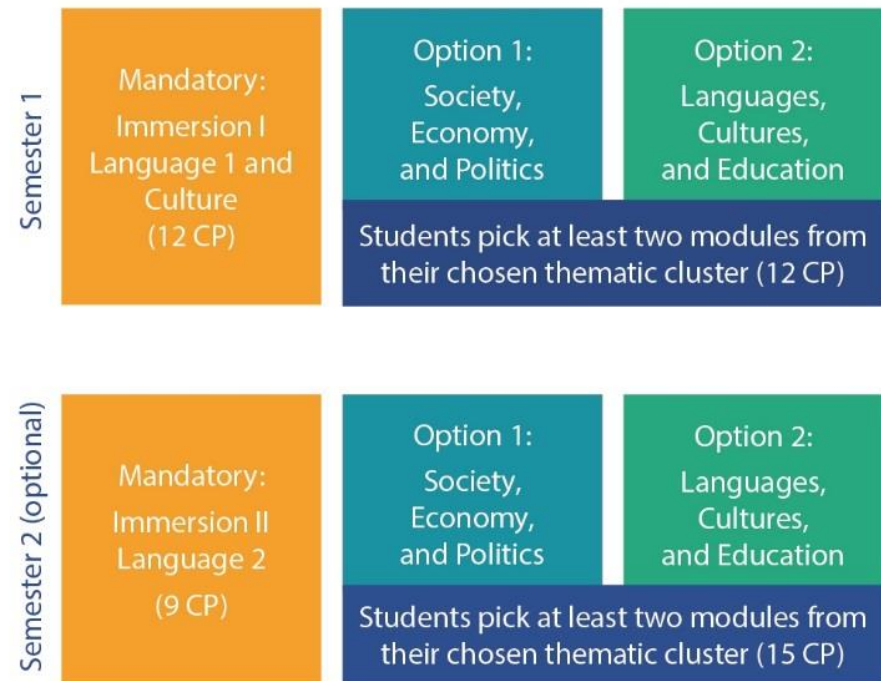 Semester 1
Mandatory:
Immersion I
Language 1 and
Culture
(12 CP)
Option 1:
Society,
Economy,
and Politics
Option 2:
Languages,
Cultures,
and Education
Students pick at least two modules from
their chosen thematic cluster (12 CP)
Semester 2 (optional)
Mandatory:
Immersion II
Language 2
(9 CP)
Option 1:
Society,
Economy,
and Politics
Option 2:
Languages,
Cultures,
and Education
Students pick at least two modules from
their chosen thematic cluster (15 CP)